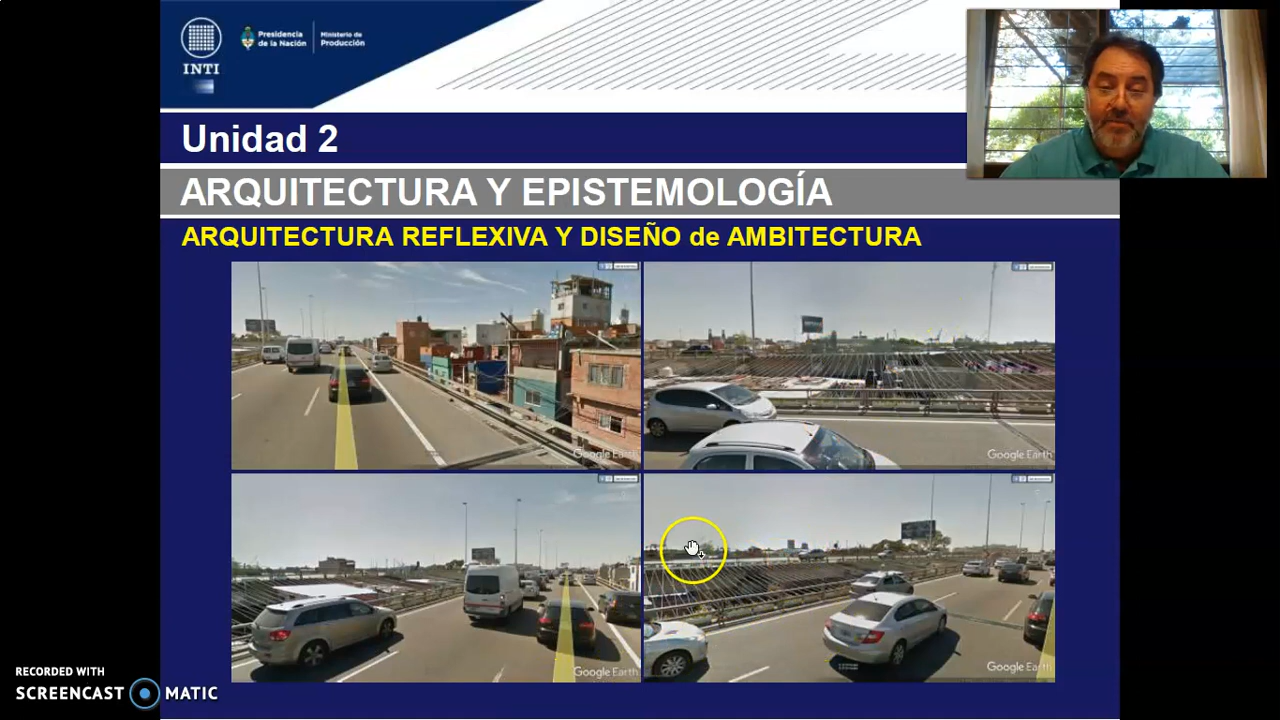 INTI
Presidencia
de la Nación
Ministerio de
Producción
Unidad 2
ARQUITECTURA Y EPISTEMOLOGÍA
ARQUITECTURA REFLEXIVA Y DISEÑO de AMBITECTURA
Google Earth
Google Earth
Google Earth
Google Earth
RECORDED WITH
SCREENCAST MATIC